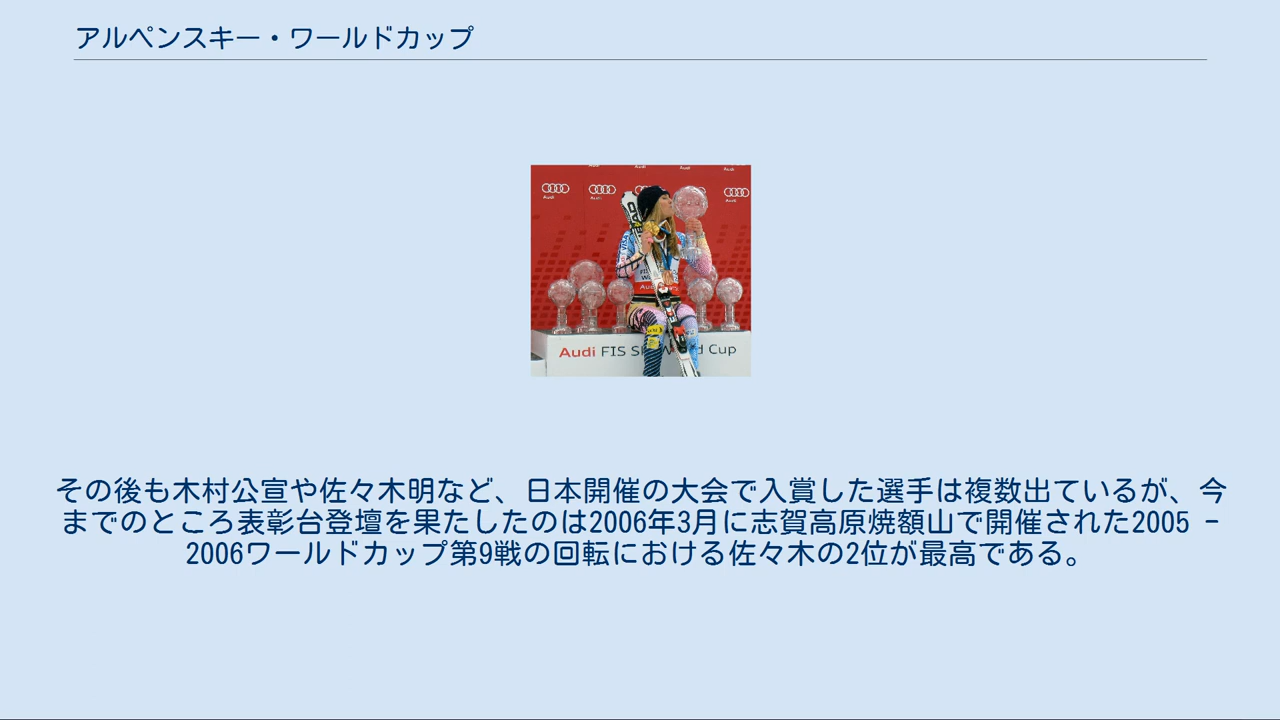 アルペンスキー・ワールドカップ
Audi
Audi
Audi
Audi
Audi
Audi FIS Sk W d Cup
その後も木村公宣や佐々木明など、日本開催の大会で入賞した選手は複数出ているが、今
までのところ表彰台登壇を果たしたのは2006年3月に志賀高原焼額山で開催された2005 -
2006ワールドカップ第9戦の回転における佐々木の2位が最高である。